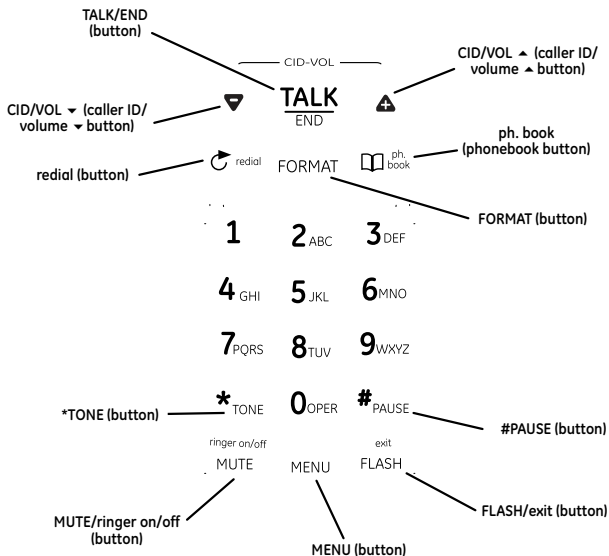 TALK/END
(button)
CID-VOL
CID/VOL ▲ (caller ID/
volume ▲ button)
TALK
END
CID/VOL ▼ (caller ID/
volume ▼ button)
ph. book
(phonebook button)
redial
FORMAT
ph.
book
redial (button)
FORMAT (button)
1
2 ABC
3 DEF
4 GHI
5 JKL
6 MNO
7 PQRS
8 TUV
9 WXYZ
* TONE
0 OPER
# PAUSE
*TONE (button)
#PAUSE (button)
ringer on/off
exit
MUTE
MENU
FLASH
FLASH/exit (button)
MUTE/ringer on/off
(button)
MENU (button)